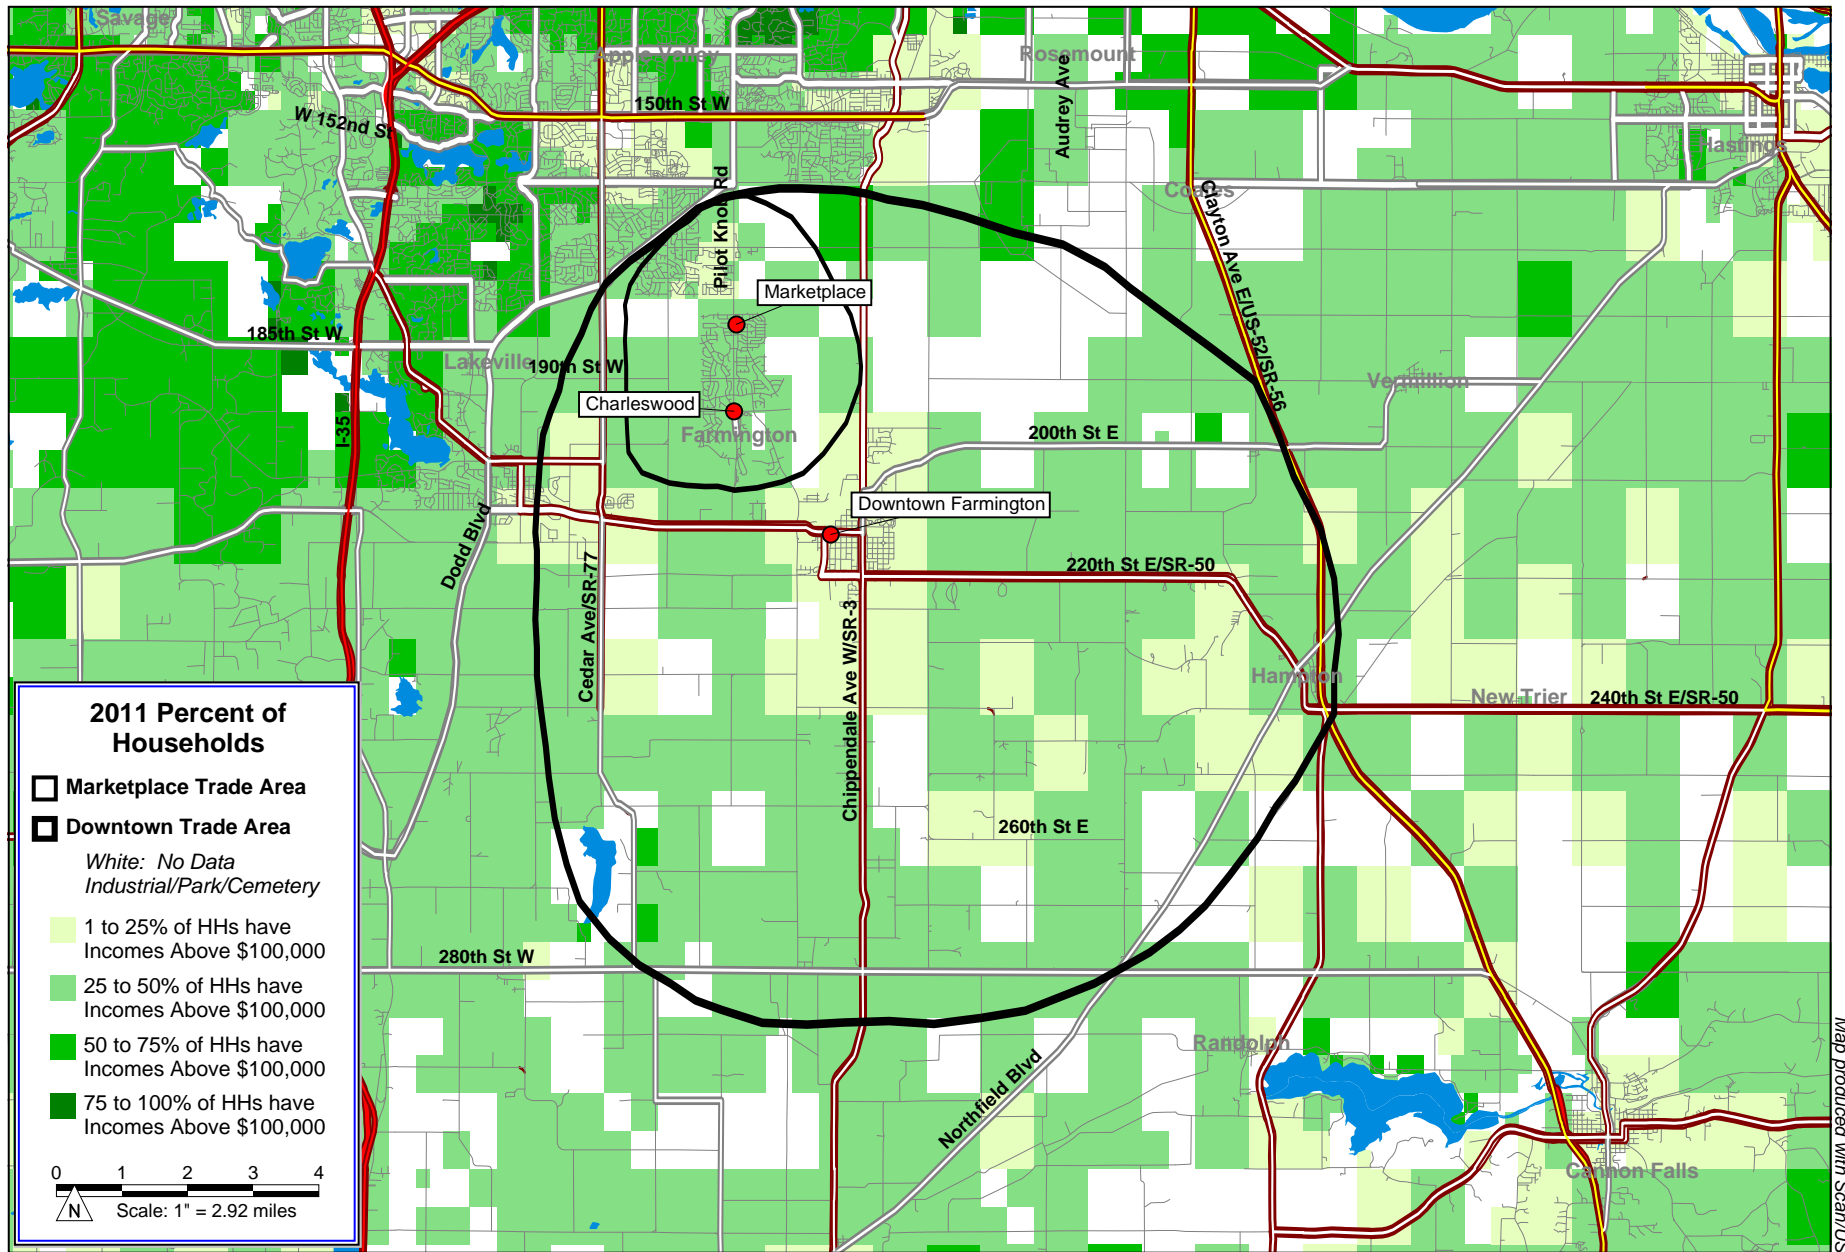 Savage
Apple Valley
Rosemount
150th St W
W 152nd St
Audrey Ave
Hastings
Pilot Knob Rd
Coates
Clayton Ave E/US-52/SR-56
Marketplace
185th St W
Lakeville
190th St W
Vermillion
Charleswood
Farmington
I-35
200th St E
Downtown Farmington
Dodd Blvd
220th St E/SR-50
Cedar Ave/SR-77
Chippendale Ave W/SR-3
Hampton
New Trier
240th St E/SR-50
260th St E
280th St W
Randolph
Northfield Blvd
Cannon Falls
2011 Percent of
Households
Marketplace Trade Area
Downtown Trade Area
White: No Data
Industrial/Park/Cemetery
1 to 25% of HHs have
Incomes Above $100,000
25 to 50% of HHs have
Incomes Above $100,000
50 to 75% of HHs have
Incomes Above $100,000
75 to 100% of HHs have
Incomes Above $100,000
0 1 2 3 4
N
Scale: 1" = 2.92 miles
Map produced with Scan/US